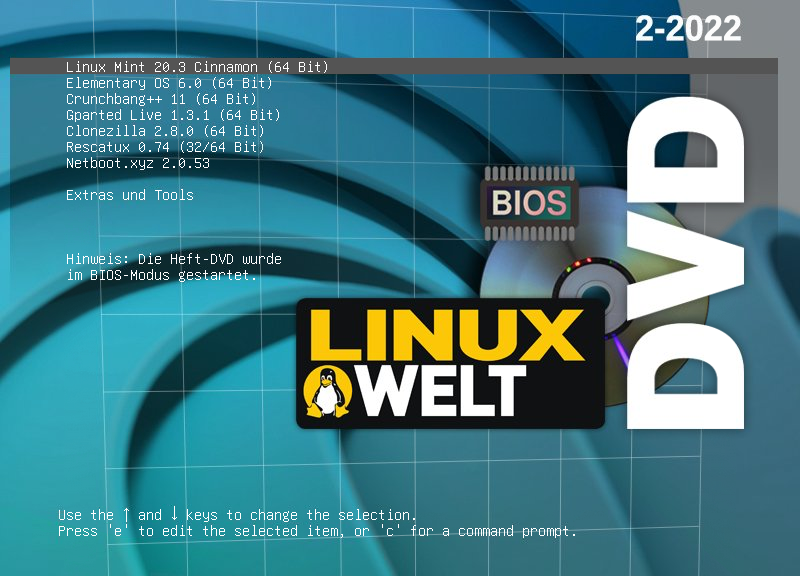 2-2022
Linux Mint 20.3 Cinnamon (64 Bit)
Elementary OS 6.0 (64 Bit)
Crunchbang++ 11 (64 Bit)
Gparted Live 1.3.1 (64 Bit)
Clonezilla 2.8.0 (64 Bit)
Rescatux 0.74 (32/64 Bit)
Netboot.xyz 2.0.53
Extras und Tools
Hinweis: Die Heft-DVD wurde
im BIOS-Modus gestartet.
BIOS
DVD
LINUX
WELT
Use the ↑ and ↓ keys to change the selection.
Press 'e' to edit the selected item, or 'c' for a command prompt.